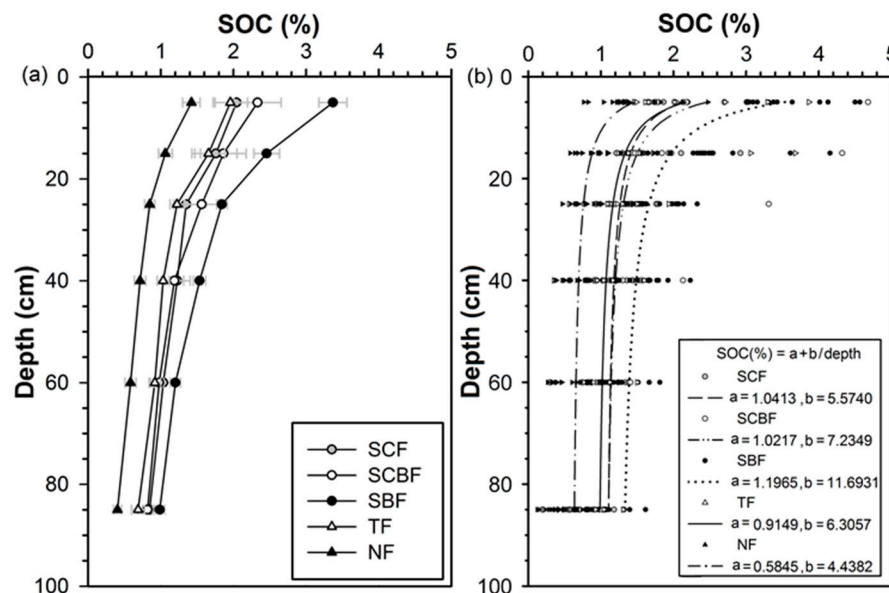 SOC (%)
0 1 2 3 4 5
(a)
0
20
40
60
80
100
Depth (cm)
SCF
SCBF
SBF
TF
NF
SOC (%)
0 1 2 3 4 5
(b)
0
20
40
60
80
100
Depth (cm)
SOC(%) = a+b/depth
SCF
a=1.0413, b=5.5740
SCBF
a=1.0217, b=7.2349
SBF
a=1.1965, b=11.6931
TF
a=0.9149, b=6.3057
NF
a=0.5845, b=4.4382